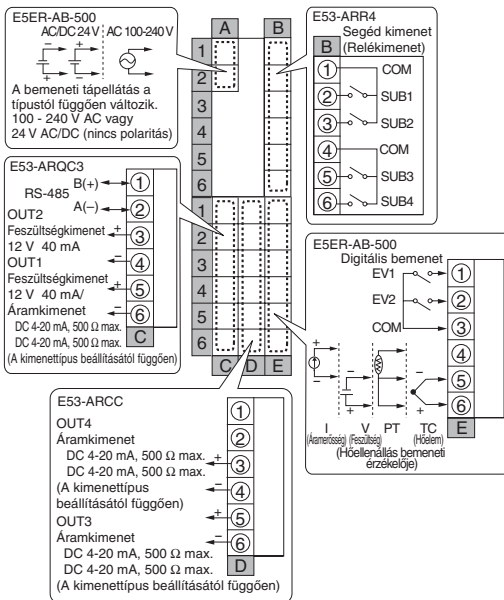 E5ER-AB-500
AC/DC 24 V AC 100-240 V
A bemeneti tápellátás a
típustól függően változik.
100 - 240 V AC vagy
24 V AC/DC (nincs polaritás)
A
B
1
2
3
4
5
6
1
2
3
4
5
6
C D E
E53-ARR4
Segéd kimenet
(Relékimenet)
B
1 COM
2 SUB1
3 SUB2
4 COM
5 SUB3
6 SUB4
E53-ARQC3
B(+) 1
RS-485
A(−) 2
OUT2
Feszültségkimenet + 3
12 V 40 mA
OUT1 − 4
Feszültségkimenet + 5
12 V 40 mA/
Áramkimenet − 6
DC 4-20 mA, 500 Ω max.
DC 4-20 mA, 500 Ω max.
C
(A kimenettípus beállításától függően)
E5ER-AB-500
Digitális bemenet
EV1 1
EV2 2
COM 3
4
5
6
+ − + − − +
I V PT TC
E
(Áramerősség) (Feszültség) (Hőelem)
(Hőellenállás bemeneti
érzékelője)
E53-ARCC
1
OUT4
Áramkimenet 2
DC 4-20 mA, 500 Ω max.
DC 4-20 mA, 500 Ω max. + 3
(A kimenettípus − 4
beállításától függően)
OUT3 + 5
Áramkimenet − 6
DC 4-20 mA, 500 Ω max.
DC 4-20 mA, 500 Ω max.
D
(A kimenettípus beállításától függően)